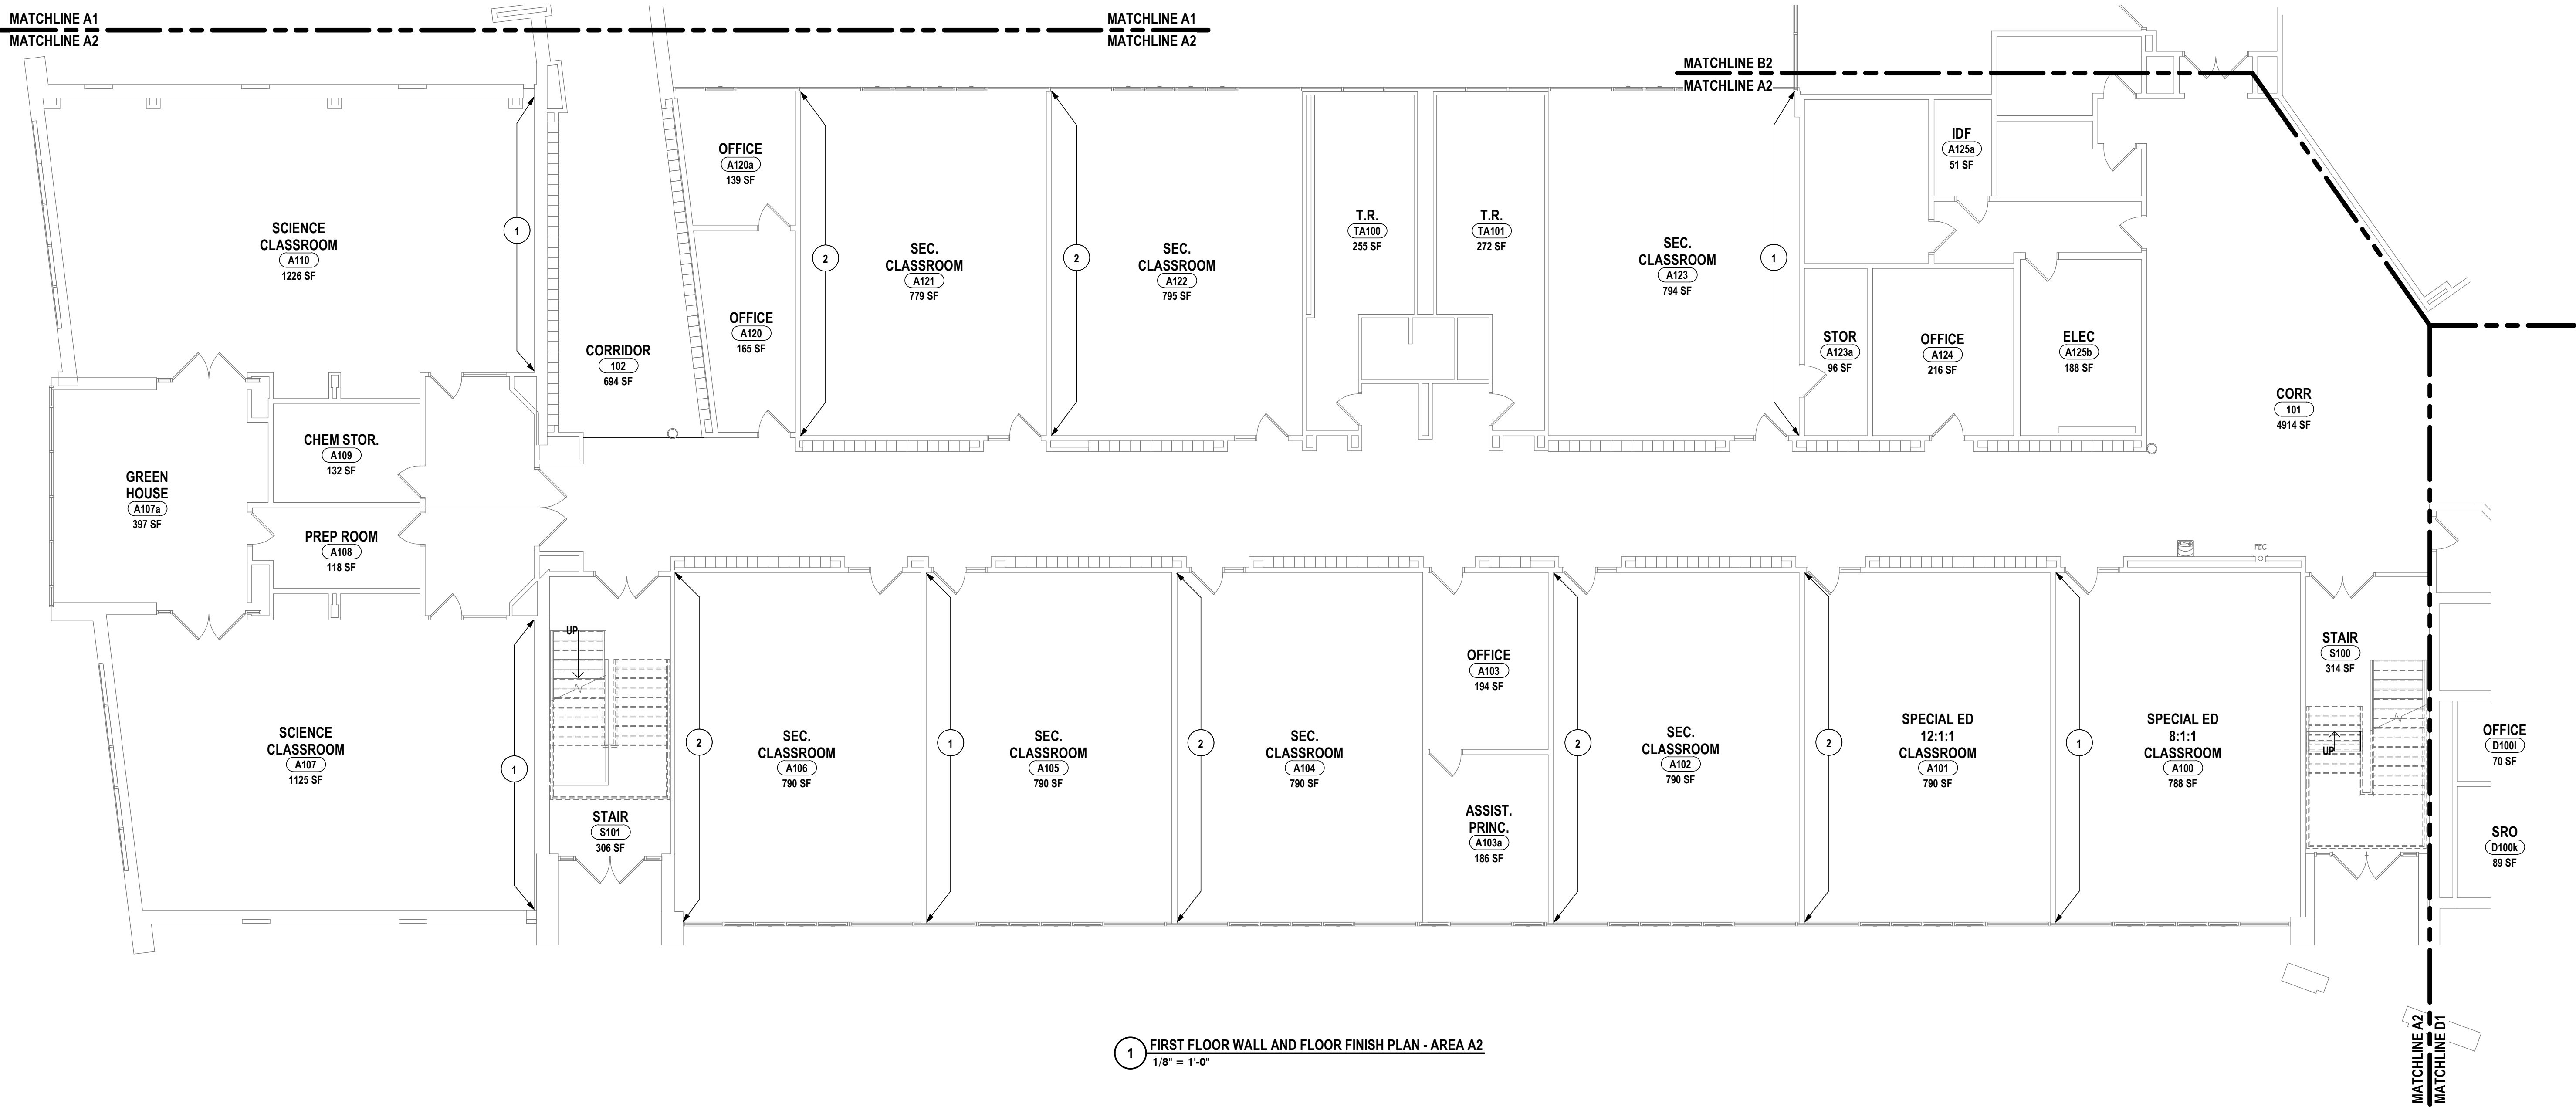 MATCHLINE A1
MATCHLINE A2
MATCHLINE A1
MATCHLINE A2
MATCHLINE B2
MATCHLINE A2
SCIENCE
CLASSROOM
A110
1226 SF
1
CORRIDOR
102
694 SF
OFFICE
A120a
139 SF
OFFICE
A120
165 SF
2
SEC.
CLASSROOM
A121
779 SF
2
SEC.
CLASSROOM
A122
795 SF
T.R.
TA100
255 SF
T.R.
TA101
272 SF
SEC.
CLASSROOM
A123
794 SF
1
IDF
A125a
51 SF
STOR
A123a
96 SF
OFFICE
A124
216 SF
ELEC
A125b
188 SF
CORR
101
4914 SF
GREEN
HOUSE
A107a
397 SF
CHEM STOR.
A109
132 SF
PREP ROOM
A108
118 SF
FEC
SCIENCE
CLASSROOM
A107
1125 SF
1
UP
STAIR
S101
306 SF
2
SEC.
CLASSROOM
A106
790 SF
1
SEC.
CLASSROOM
A105
790 SF
2
SEC.
CLASSROOM
A104
790 SF
OFFICE
A103
194 SF
ASSIST.
PRINC.
A103a
186 SF
2
SEC.
CLASSROOM
A102
790 SF
2
SPECIAL ED
12:1:1
CLASSROOM
A101
790 SF
1
SPECIAL ED
8:1:1
CLASSROOM
A100
788 SF
STAIR
S100
314 SF
UP
OFFICE
D100l
70 SF
SRO
D100k
89 SF
1
FIRST FLOOR WALL AND FLOOR FINISH PLAN - AREA A2
1/8" = 1'-0"
MATCHLINE A2
MATCHLINE D1